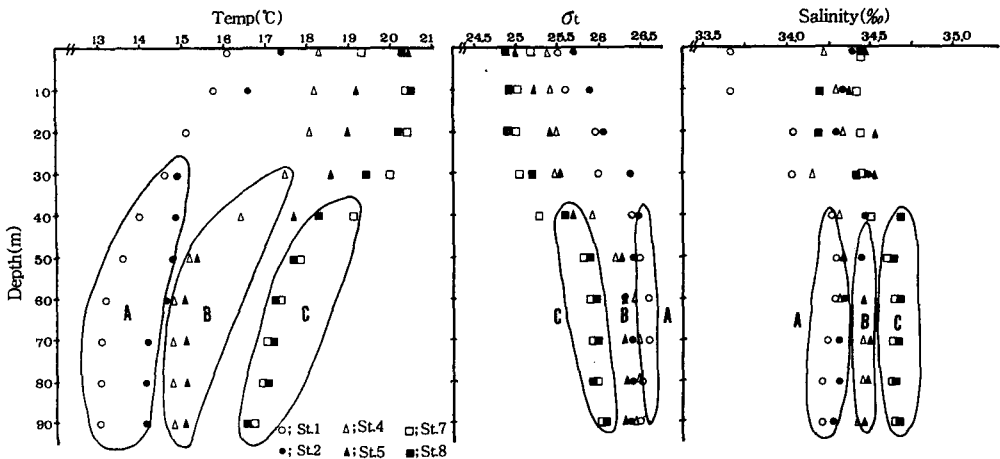 Temp(℃) σt Salinity(‰)
13 14 15 16 17 18 19 20 21 24,5 25 25,5 26 26,5 33,5 34,0 34,5 35,0
10
20
30
40
50
60
70
80
90
Depth(m)
A B C C B A A B C
○; St.1 △;St.4 □;St.7
●; St.2 ▲;St.5 ■;St.8